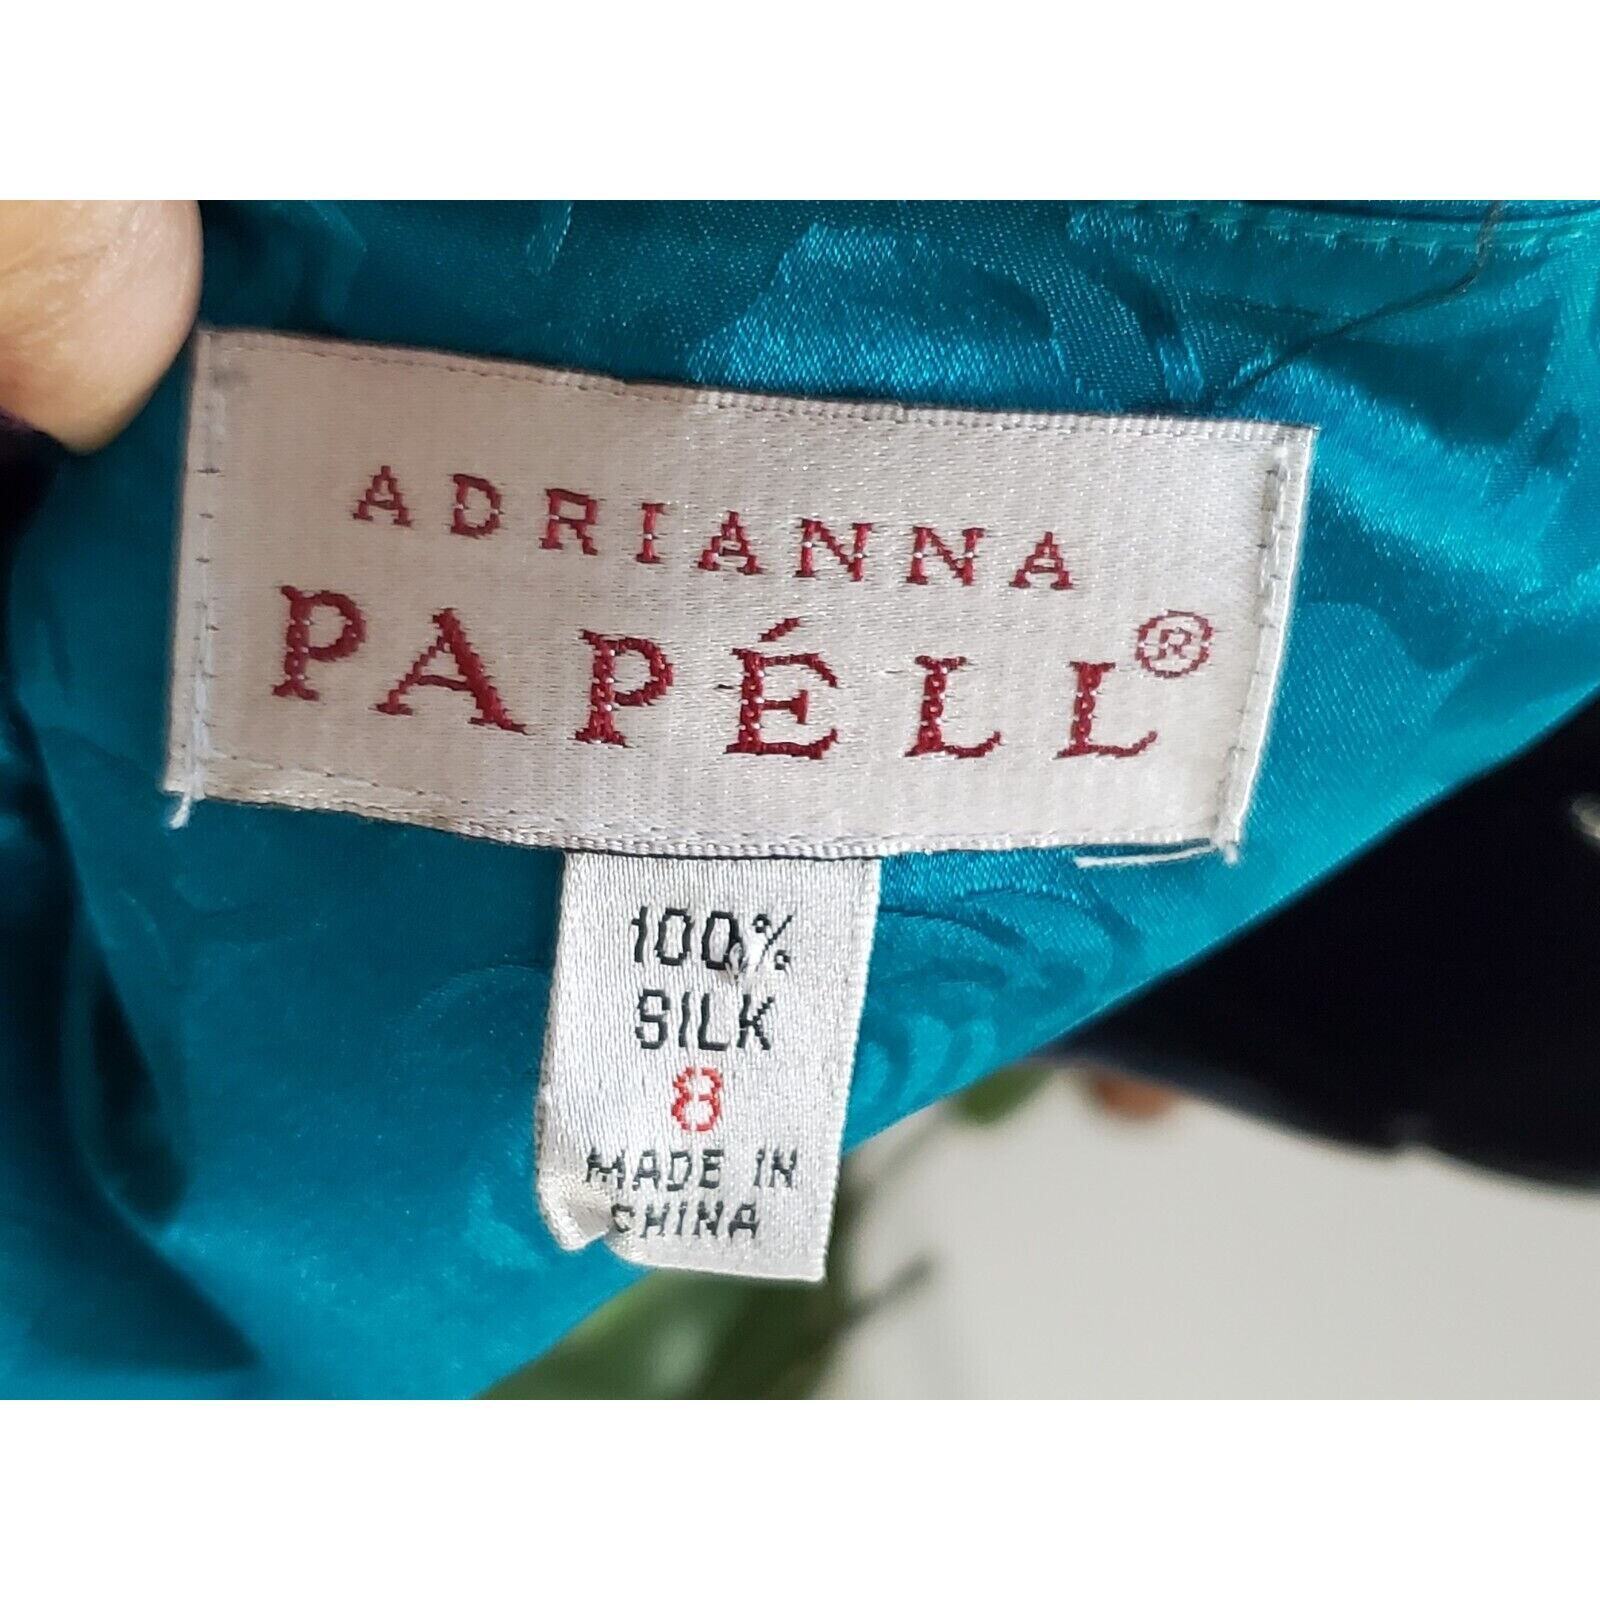 ADRIANNA
PAPÉLL®
100%
SILK
8
MADE IN
CHINA